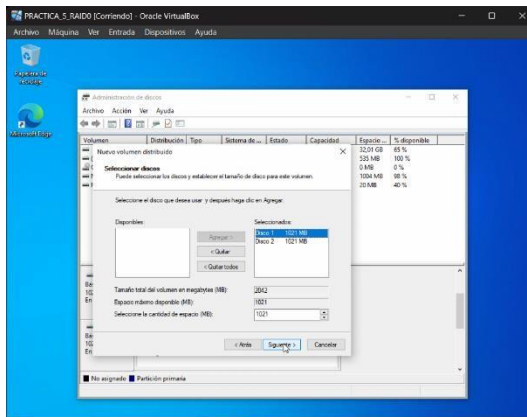 PRACTICA_5_RAID0 [Corriendo] - Oracle VirtualBox
Archivo Máquina Ver Entrada Dispositivos Ayuda
Papelera de reciclaje
Microsoft Edge
Administración de discos
Archivo Acción Ver Ayuda
Volumen Distribución Tipo Sistema de ... Estado Capacidad Espacio ... % disponible
32,01 GB 65 %
535 MB 100 %
0 MB 0 %
1004 MB 98 %
20 MB 40 %
Nuevo volumen distribuido
Seleccionar discos
Puede seleccionar los discos y establecer el tamaño de disco para este volumen.
Seleccione el disco que desea usar y después haga clic en Agregar.
Disponibles:
Seleccionados:
Agregar >
< Quitar
< Quitar todos
Disco 1 1021 MB
Disco 2 1021 MB
Tamaño total del volumen en megabytes (MB): 2042
Espacio máximo disponible (MB): 1021
Seleccione la cantidad de espacio (MB): 1021
< Atrás Siguiente > Cancelar
Ba
102
En
Ba
102
En
No asignado Partición primaria